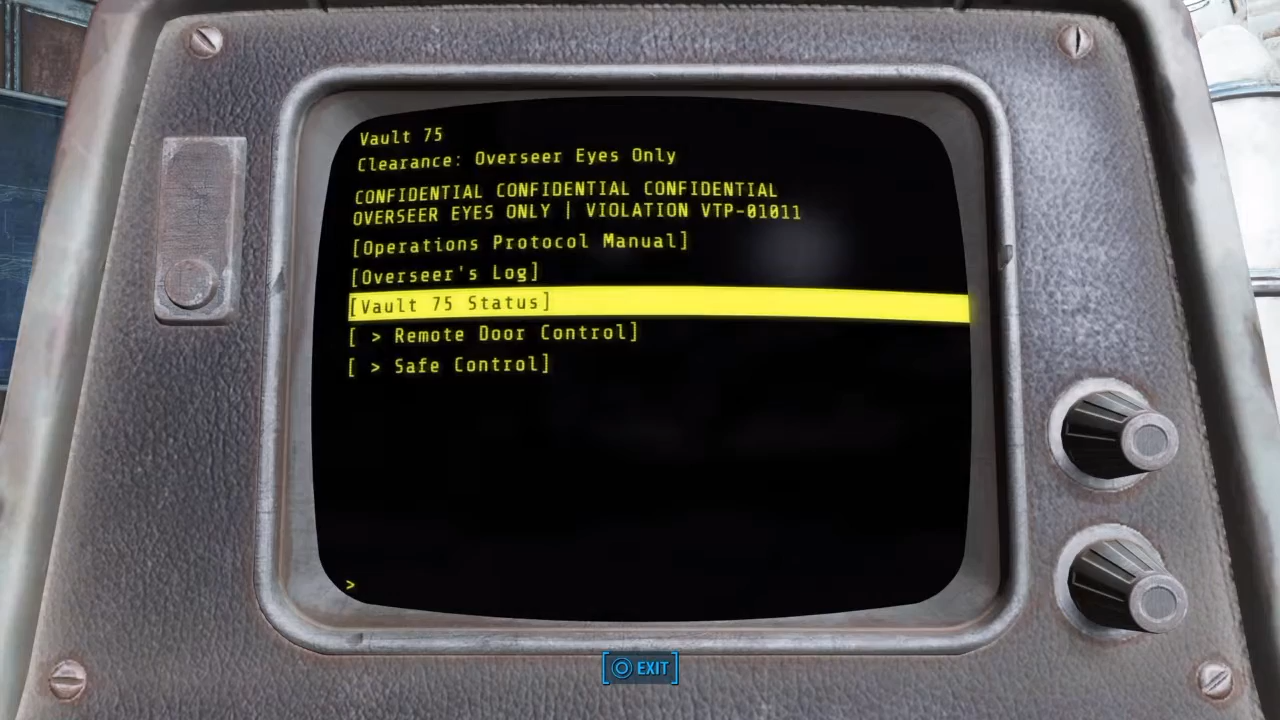 Vault 75
Clearance: Overseer Eyes Only
CONFIDENTIAL CONFIDENTIAL CONFIDENTIAL
OVERSEER EYES ONLY | VIOLATION VTP-01011
[Operations Protocol Manual]
[Overseer's Log]
[Vault 75 Status]
[ > Remote Door Control]
[ > Safe Control]
>
EXIT